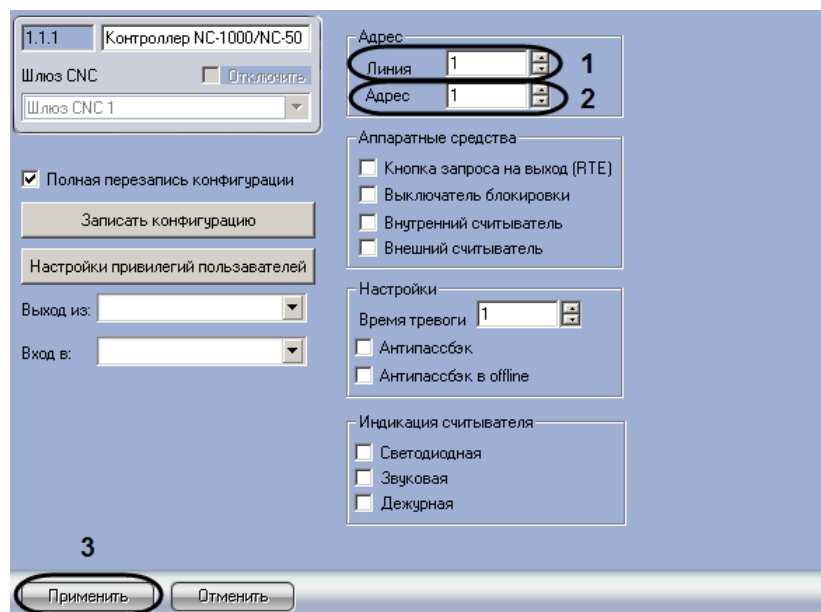 1.1.1 Контроллер NC-1000/NC-50
Шлюз CNC Отключить
Шлюз CNC 1
Полная перезапись конфигурации
Записать конфигурацию
Настройки привилегий пользавателей
Выход из:
Вход в:
Адрес
Линия 1 1
Адрес 1 2
Аппаратные средства
Кнопка запроса на выход (RTE)
Выключатель блокировки
Внутренний считыватель
Внешний считыватель
Настройки
Время тревоги 1
Антипассбэк
Антипассбэк в offline
Индикация считывателя
Светодиодная
Звуковая
Дежурная
3
Применить Отменить